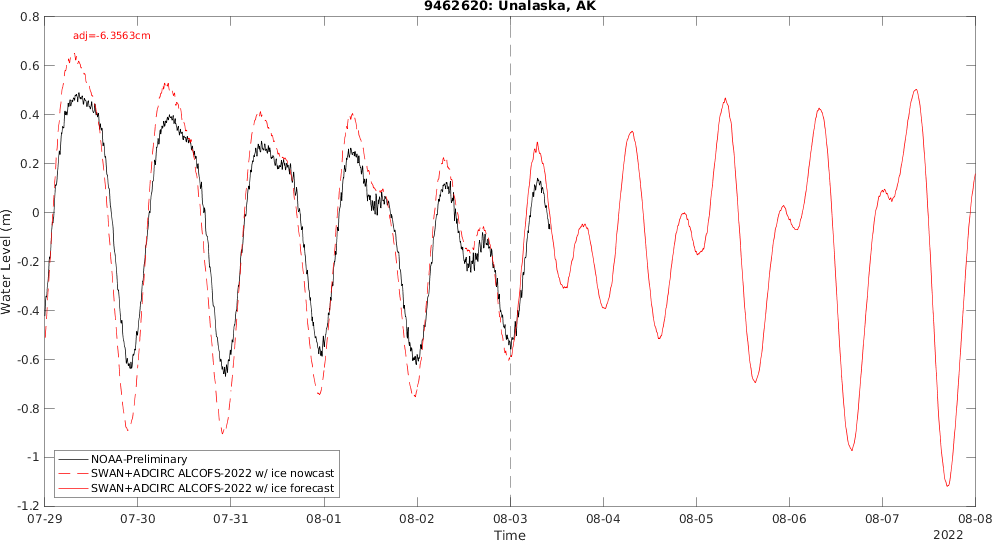 9462620: Unalaska, AK
adj=-6.3563cm
0.8
0.6
0.4
0.2
0
-0.2
-0.4
-0.6
-0.8
-1
-1.2
Water Level (m)
NOAA-Preliminary
SWAN+ADCIRC ALCOFS-2022 w/ ice nowcast
SWAN+ADCIRC ALCOFS-2022 w/ ice forecast
07-29 07-30 07-31 08-01 08-02 08-03 08-04 08-05 08-06 08-07 08-08
Time
2022